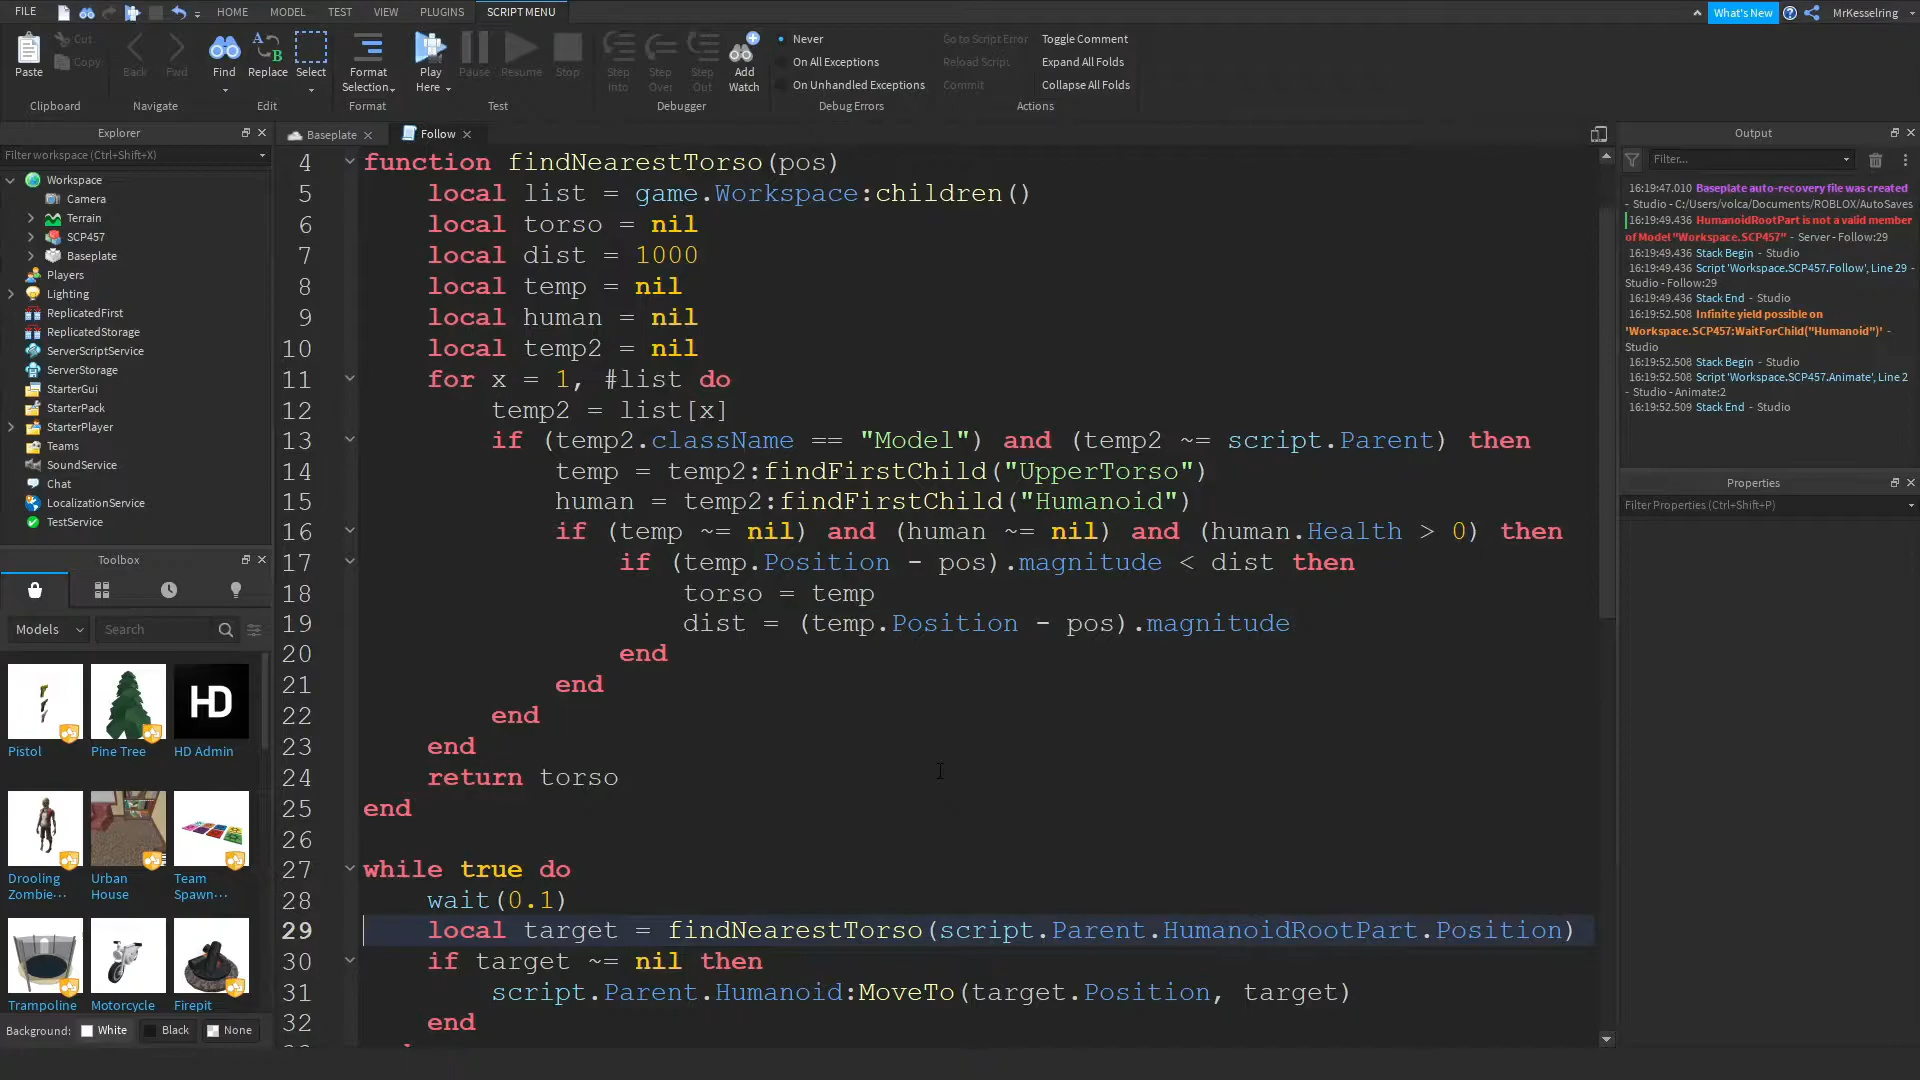 FILE HOME MODEL TEST VIEW PLUGINS SCRIPT MENU What's New MrKesselring
Paste Cut Copy
Clipboard
Back Fwd
Navigate
Find Replace Select
Edit
Format Selection
Format
Play Here Pause Resume Stop
Test
Step Into Step Over Step Out Add Watch
Debugger
Never
On All Exceptions
On Unhandled Exceptions
Debug Errors
Go to Script Error Toggle Comment
Reload Script Expand All Folds
Commit Collapse All Folds
Actions
Explorer
Filter workspace (Ctrl+Shift+X)
Workspace
Camera
Terrain
SCP457
Baseplate
Players
Lighting
ReplicatedFirst
ReplicatedStorage
ServerScriptService
ServerStorage
StarterGui
StarterPack
StarterPlayer
Teams
SoundService
Chat
LocalizationService
TestService
Toolbox
Models Search
HD
Pistol Pine Tree HD Admin
Drooling Urban Team
Zombie··· House Spawn···
Trampoline Motorcycle Firepit
Background: White Black None
Baseplate Follow
4 function findNearestTorso(pos)
5 local list = game.Workspace:children()
6 local torso = nil
7 local dist = 1000
8 local temp = nil
9 local human = nil
10 local temp2 = nil
11 for x = 1, #list do
12 temp2 = list[x]
13 if (temp2.className == "Model") and (temp2 ~= script.Parent) then
14 temp = temp2:findFirstChild("UpperTorso")
15 human = temp2:findFirstChild("Humanoid")
16 if (temp ~= nil) and (human ~= nil) and (human.Health > 0) then
17 if (temp.Position - pos).magnitude < dist then
18 torso = temp
19 dist = (temp.Position - pos).magnitude
20 end
21 end
22 end
23 end
24 return torso
25 end
26
27 while true do
28 wait(0.1)
29 local target = findNearestTorso(script.Parent.HumanoidRootPart.Position)
30 if target ~= nil then
31 script.Parent.Humanoid:MoveTo(target.Position, target)
32 end
Output
Filter...
16:19:47.010 Baseplate auto-recovery file was created
- Studio - C:/Users/volca/Documents/ROBLOX/AutoSaves
16:19:49.436 HumanoidRootPart is not a valid member
of Model "Workspace.SCP457" - Server - Follow:29
16:19:49.436 Stack Begin - Studio
16:19:49.436 Script 'Workspace.SCP457.Follow', Line 29 -
Studio - Follow:29
16:19:49.436 Stack End - Studio
16:19:52.508 Infinite yield possible on
'Workspace.SCP457:WaitForChild("Humanoid")' -
Studio
16:19:52.508 Stack Begin - Studio
16:19:52.508 Script 'Workspace.SCP457.Animate', Line 2
- Studio - Animate:2
16:19:52.509 Stack End - Studio
Properties
Filter Properties (Ctrl+Shift+P)